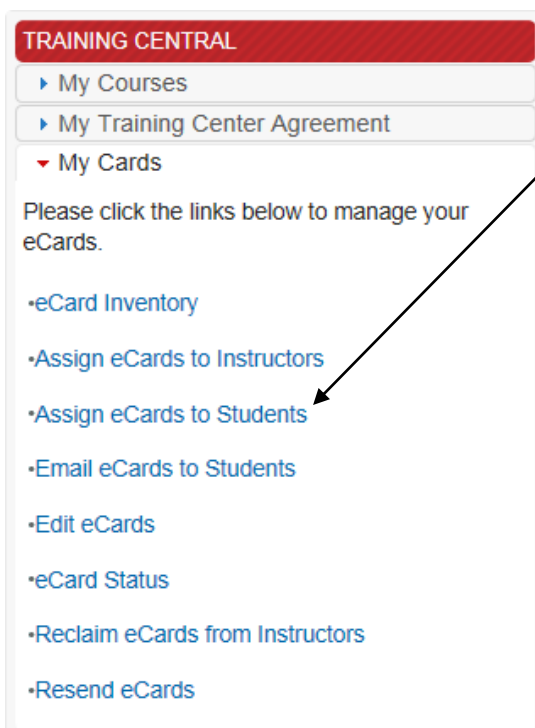 TRAINING CENTRAL
My Courses
My Training Center Agreement
My Cards
Please click the links below to manage your
eCards.
•eCard Inventory
•Assign eCards to Instructors
•Assign eCards to Students
•Email eCards to Students
•Edit eCards
•eCard Status
•Reclaim eCards from Instructors
•Resend eCards